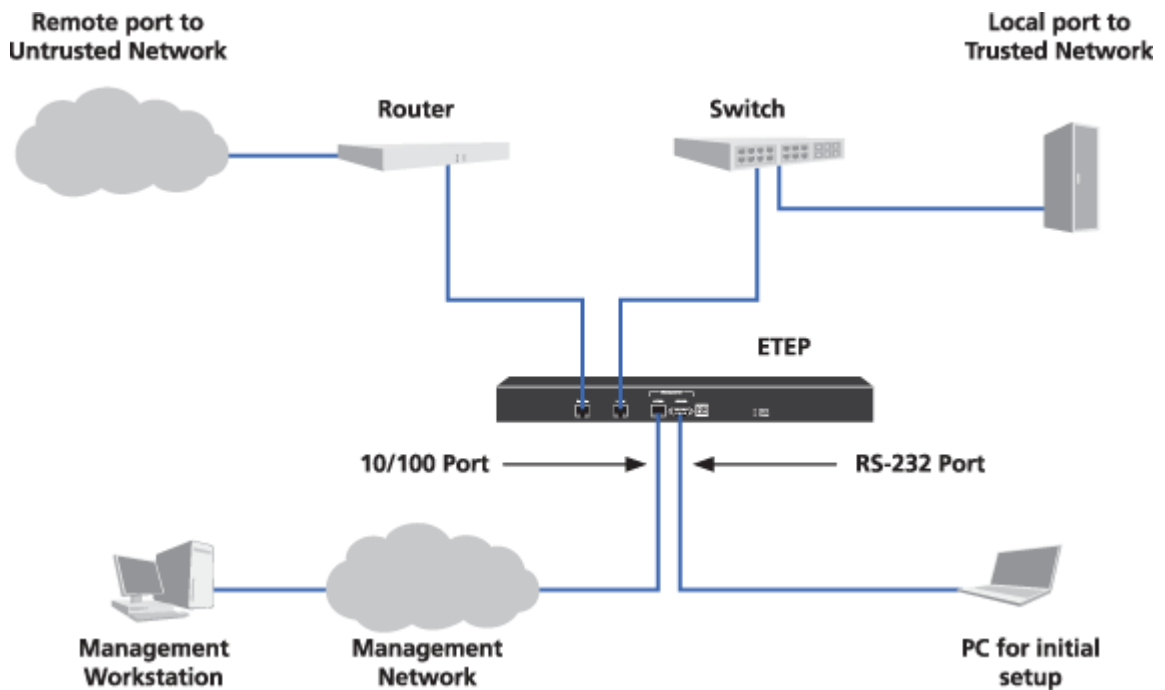 Remote port to
Untrusted Network
Local port to
Trusted Network
Router
Switch
ETEP
10/100 Port
RS-232 Port
Management
Workstation
Management
Network
PC for initial
setup